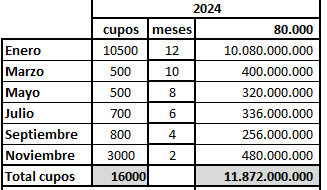 2024
cupos meses 80.000
Enero 10500 12 10.080.000.000
Marzo 500 10 400.000.000
Mayo 500 8 320.000.000
Julio 700 6 336.000.000
Septiembre 800 4 256.000.000
Noviembre 3000 2 480.000.000
Total cupos 16000 11.872.000.000